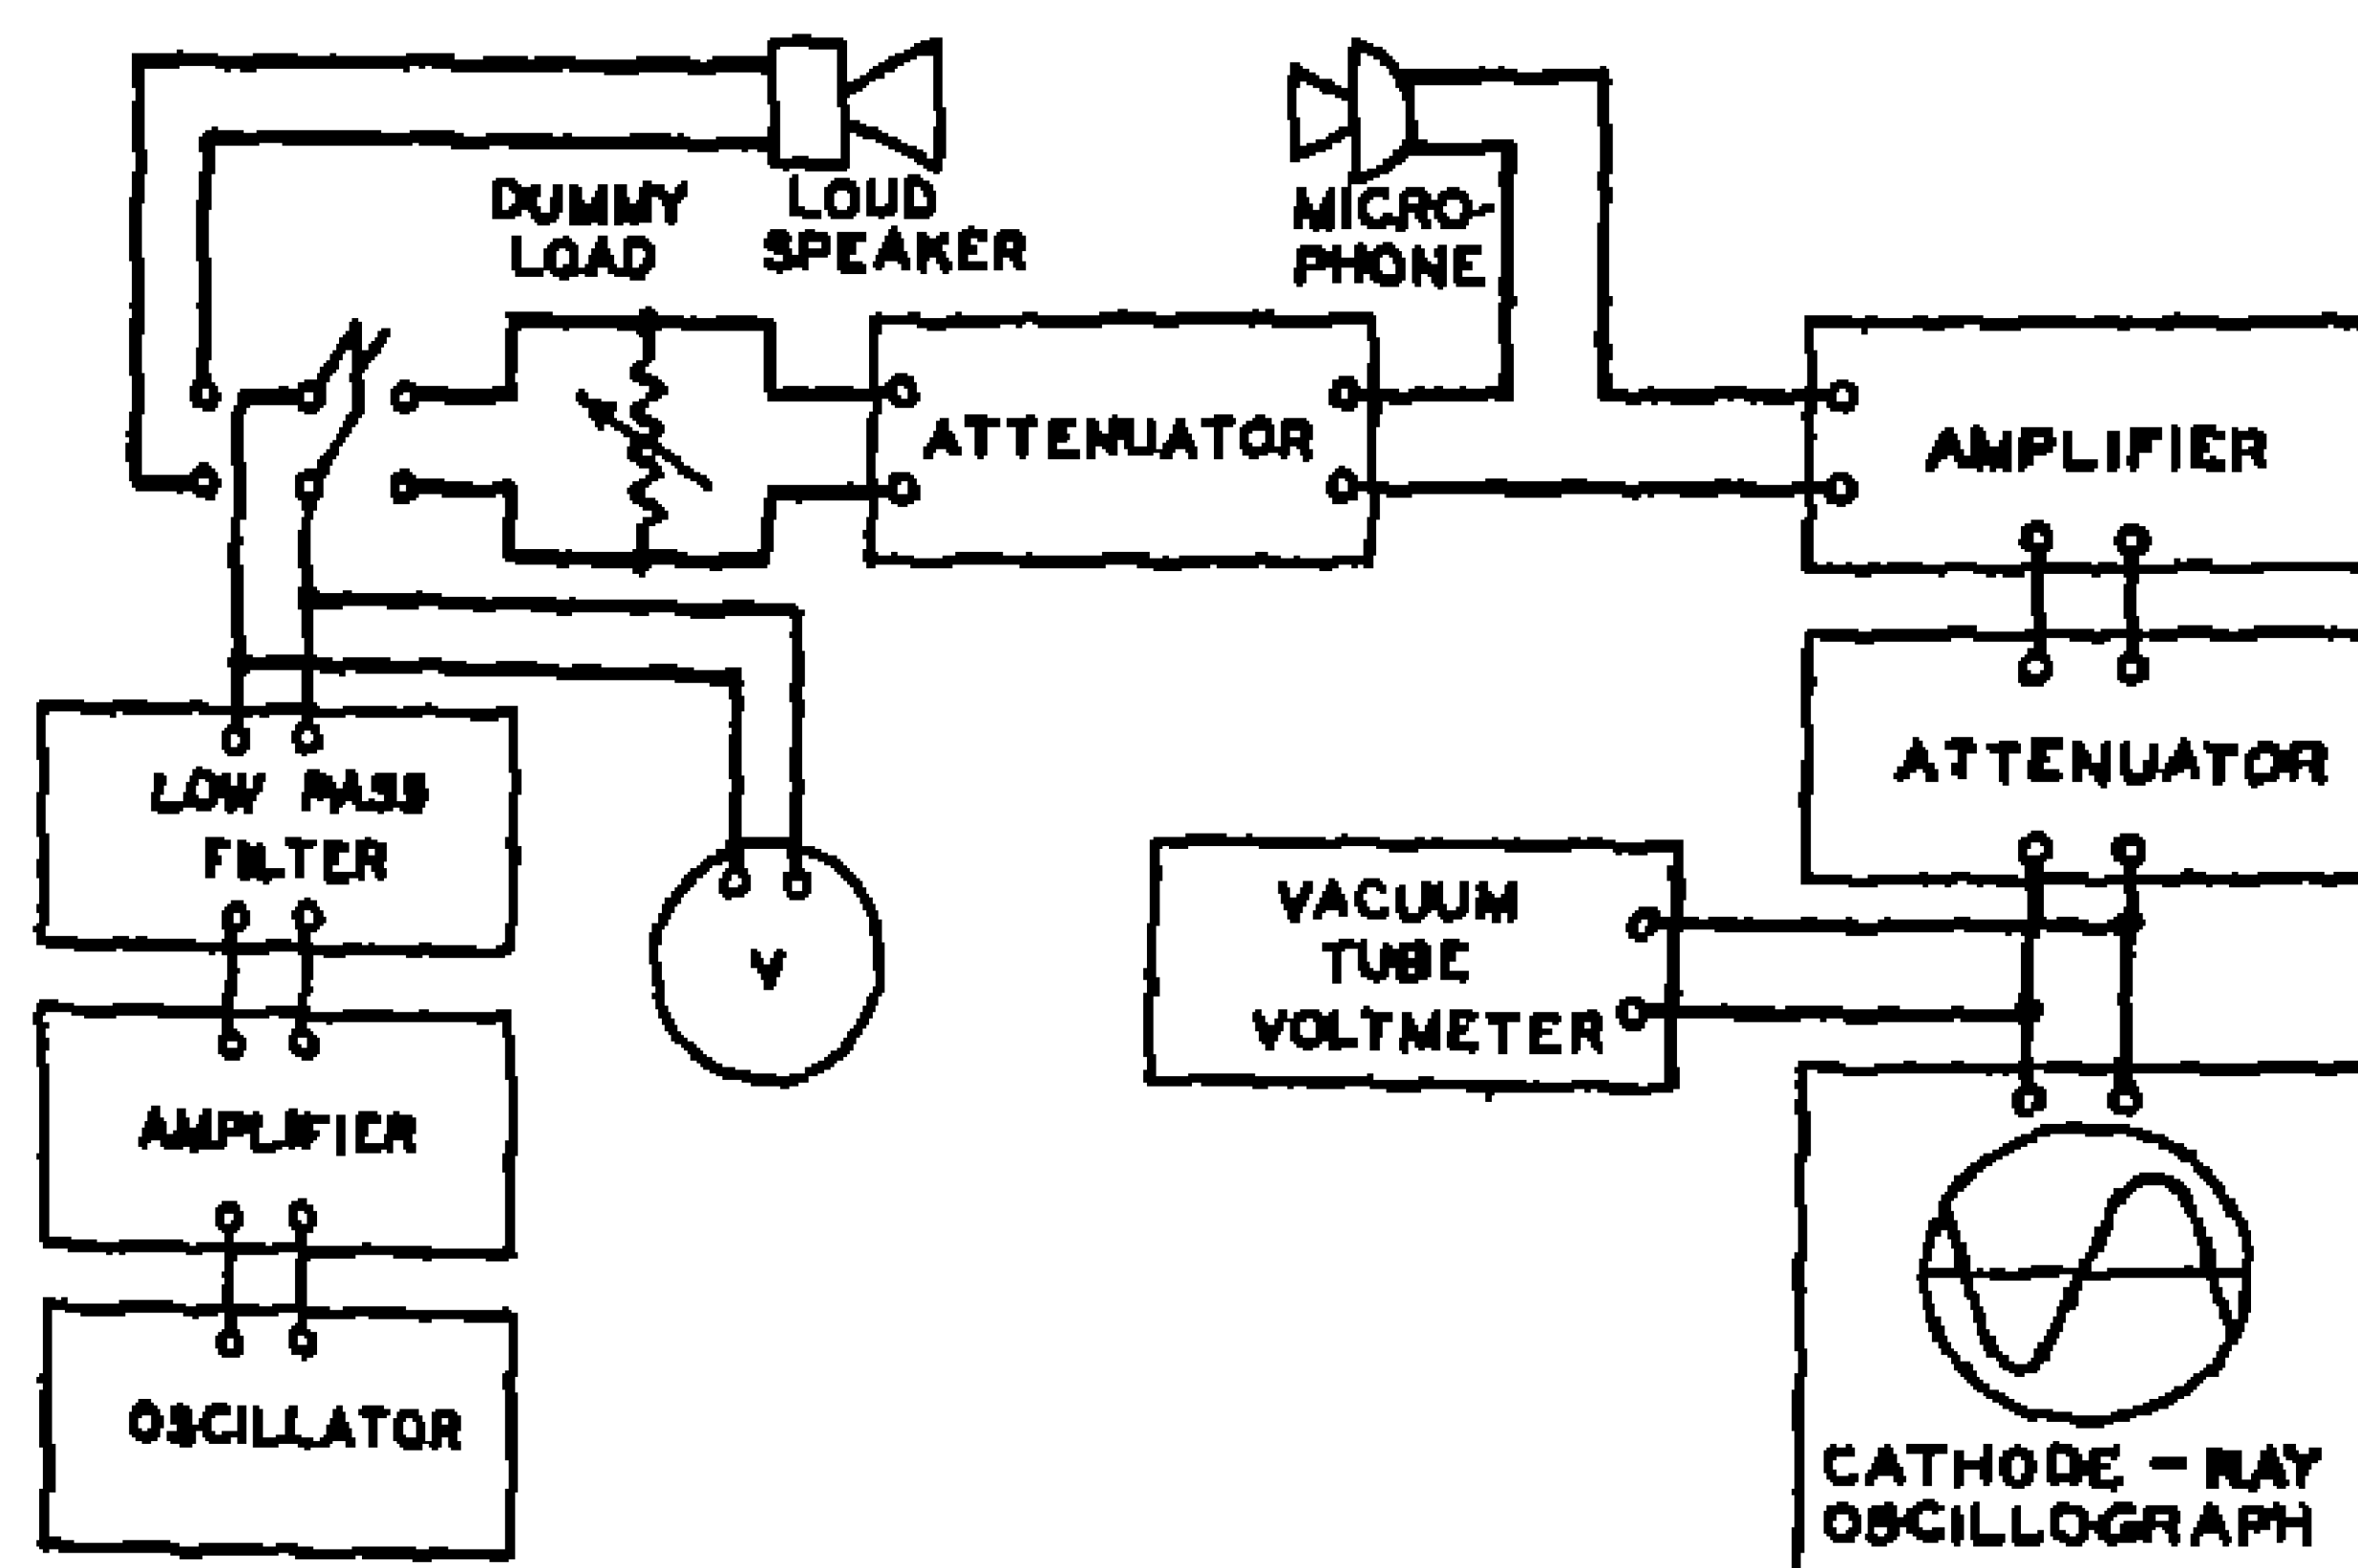 DUMMY
LOAD
LOUD
SPEAKER
MICRO-
PHONE
ATTENUATOR
AMPLIFIER
ATTENUATOR
LOW PASS
FILTER
V
VACUUM
TUBE
VOLTMETER
AMPLIFIER
OSCILLATOR
CATHODE-RAY
OSCILLOGRAPH